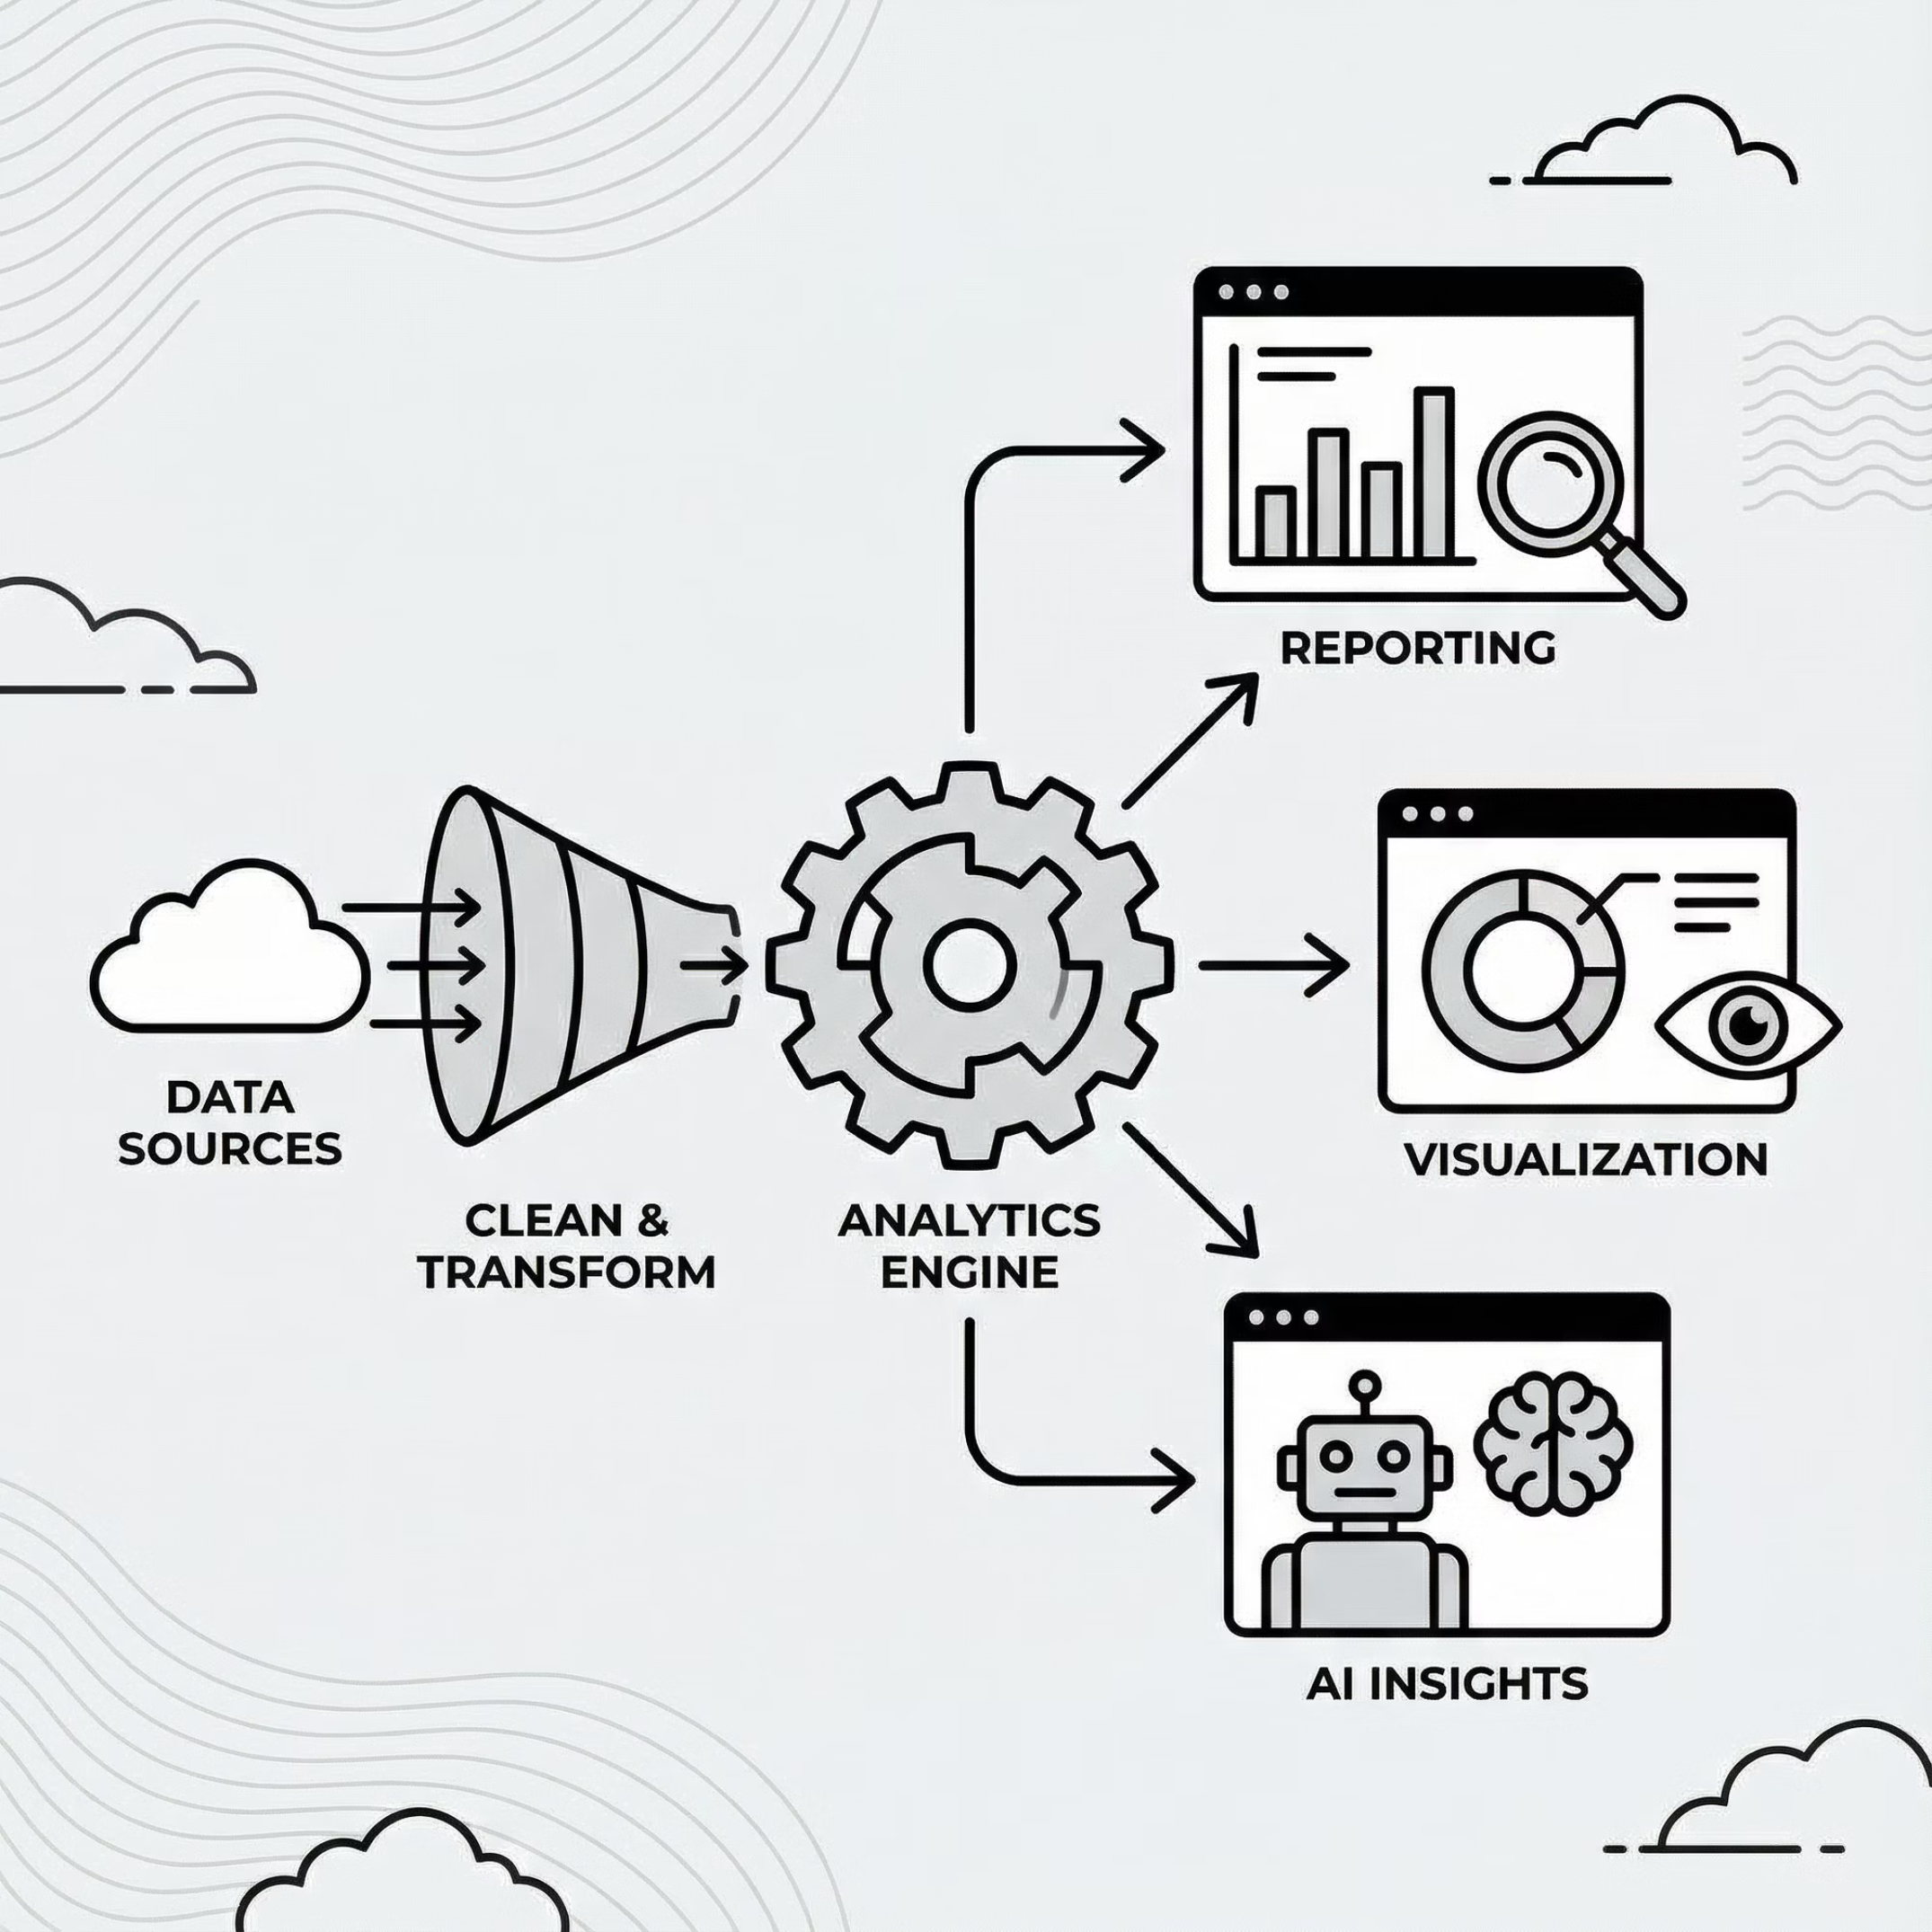 REPORTING
DATA
SOURCES
VISUALIZATION
CLEAN &
TRANSFORM
ANALYTICS
ENGINE
AI INSIGHTS